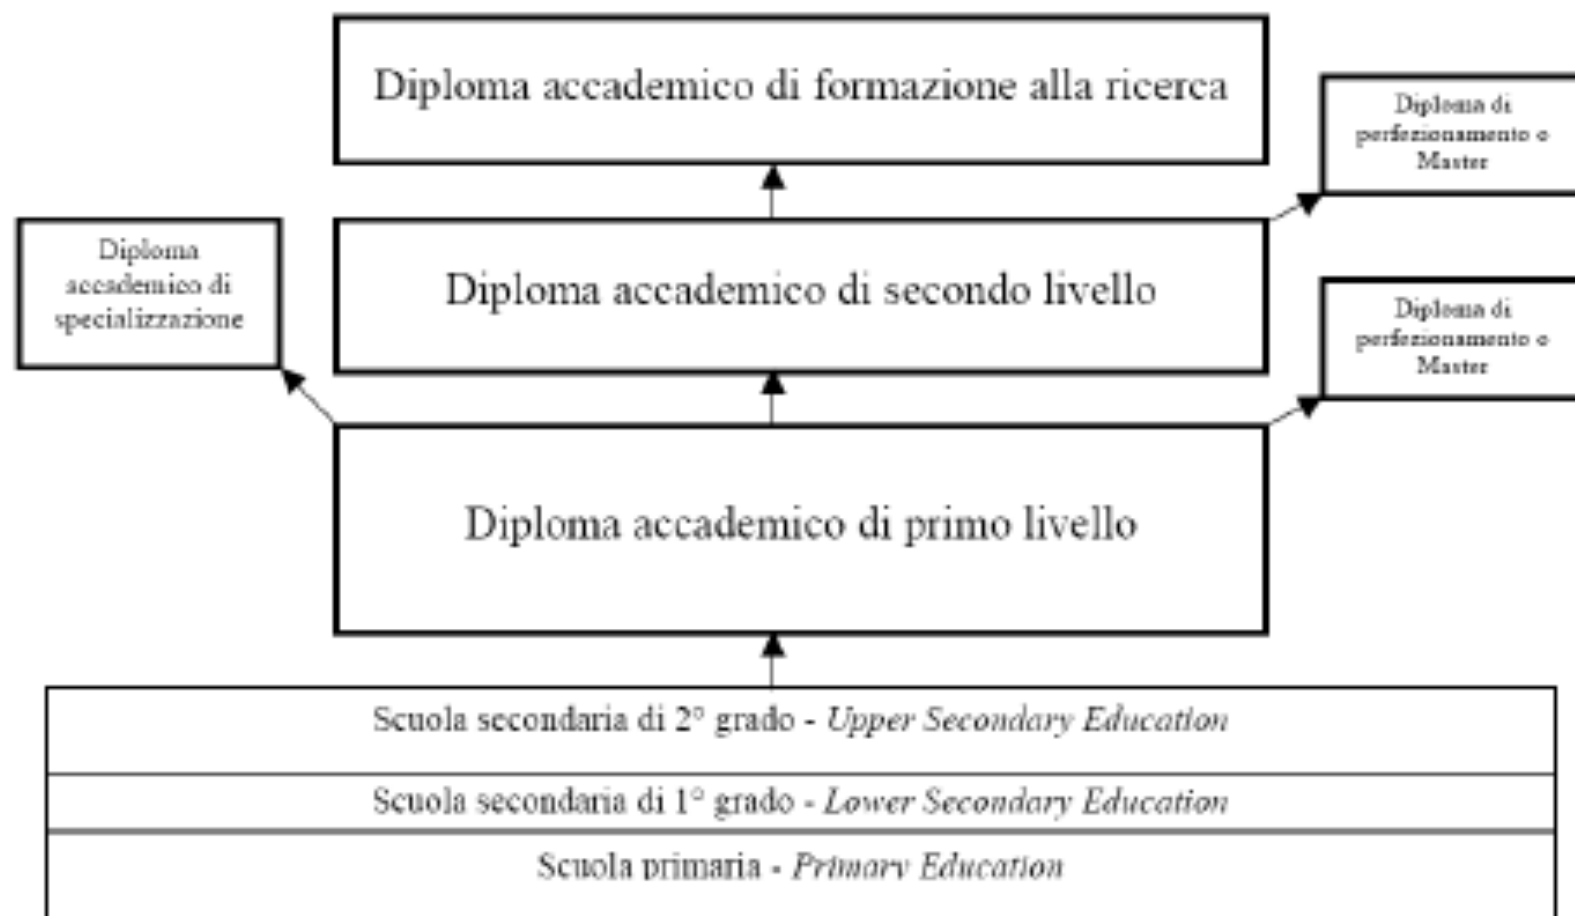 Diploma accademico di formazione alla ricerca
Diploma di
perfezionamento o
Master
Diploma
accademico di
specializzazione
Diploma accademico di secondo livello
Diploma di
perfezionamento o
Master
Diploma accademico di primo livello
Scuola secondaria di 2° grado - Upper Secondary Education
Scuola secondaria di 1° grado - Lower Secondary Education
Scuola primaria - Primary Education